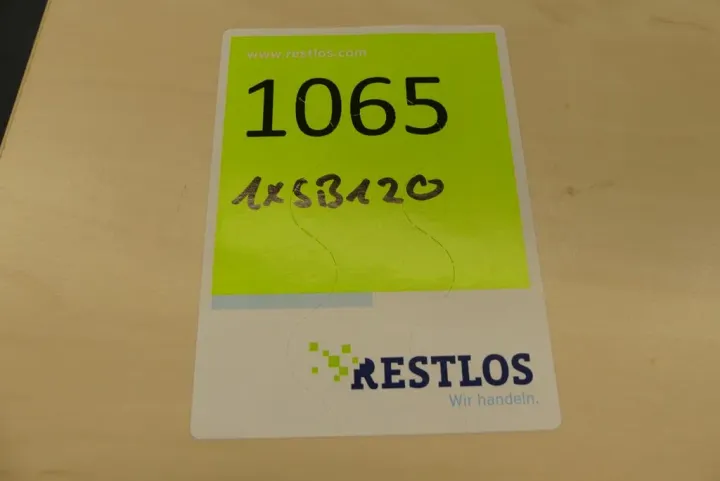 www.restlos.com
1065
1xSB120
RESTLOS
Wir handeln.